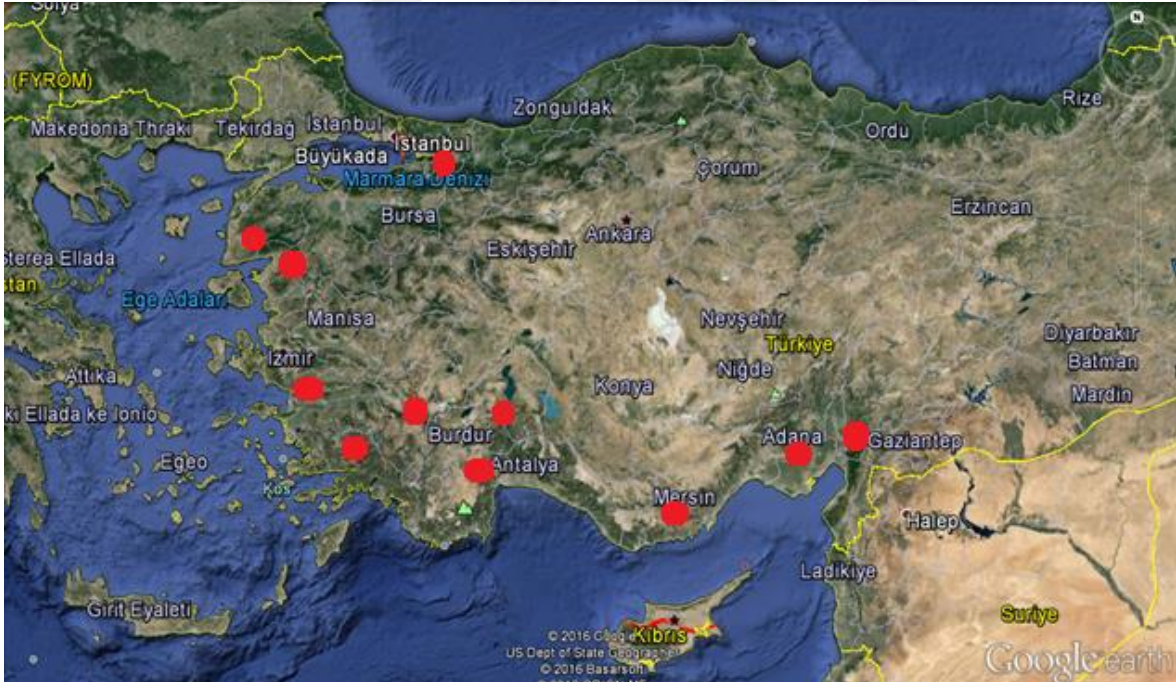 Sofya
(FYROM)
Makedonia Thraki
Tekirdağ
İstanbul
İstanbul
Büyükada
Marmara Denizi
Zonguldak
Rize
Ordu
Çorum
Bursa
Ankara
Erzincan
Eskişehir
sterea Ellada
stan
Ege Adaları
Manisa
Nevşehir
Türkiye
Diyarbakır
Batman
Mardin
İzmir
Attika
Konya
Niğde
ki Ellada ke Ionio
Burdur
Adana
Gaziantep
Egeo
Antalya
Kos
Mersin
Halep
Ladikiye
Girit Eyaleti
Kıbrıs
Suriye
© 2016 Google
US Dept of State Geographer
© 2016 Basarsoft
Google earth
N